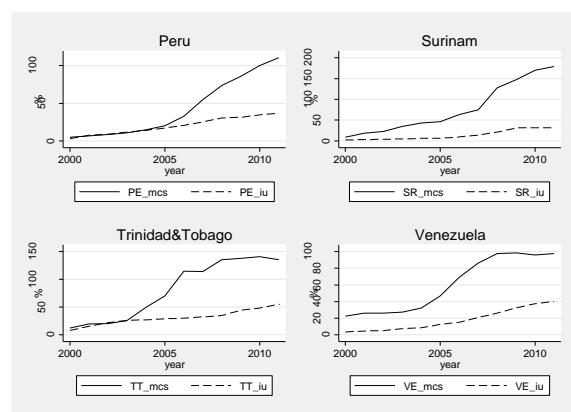 Peru
%
0 50 100
2000 2005 2010
year
PE_mcs PE_iu
Surinam
%
0 50 100 150 200
2000 2005 2010
year
SR_mcs SR_iu
Trinidad&Tobago
%
0 50 100 150
2000 2005 2010
year
TT_mcs TT_iu
Venezuela
%
0 20 40 60 80 100
2000 2005 2010
year
VE_mcs VE_iu